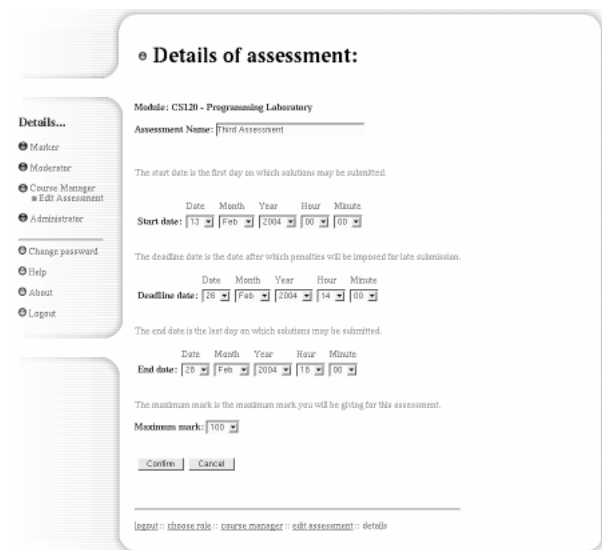 Details of assessment:
Details...
Marker
Moderator
Course Manager
Edit Assessment
Administrator
Change password
Help
About
Logout
Module: CS120 - Programming Laboratory
Assessment Name: Third Assessment
The start date is the first day on which solutions may be submitted.
Date Month Year Hour Minute
Start date: 13 Feb 2004 00 00
The deadline date is the date after which penalties will be imposed for late submission.
Date Month Year Hour Minute
Deadline date: 26 Feb 2004 14 00
The end date is the last day on which solutions may be submitted.
Date Month Year Hour Minute
End date: 26 Feb 2004 16 00
The maximum mark is the maximum mark you will be giving for this assessment.
Maximum mark: 100
Confirm Cancel
logout :: choose role :: course manager :: edit assessment :: details